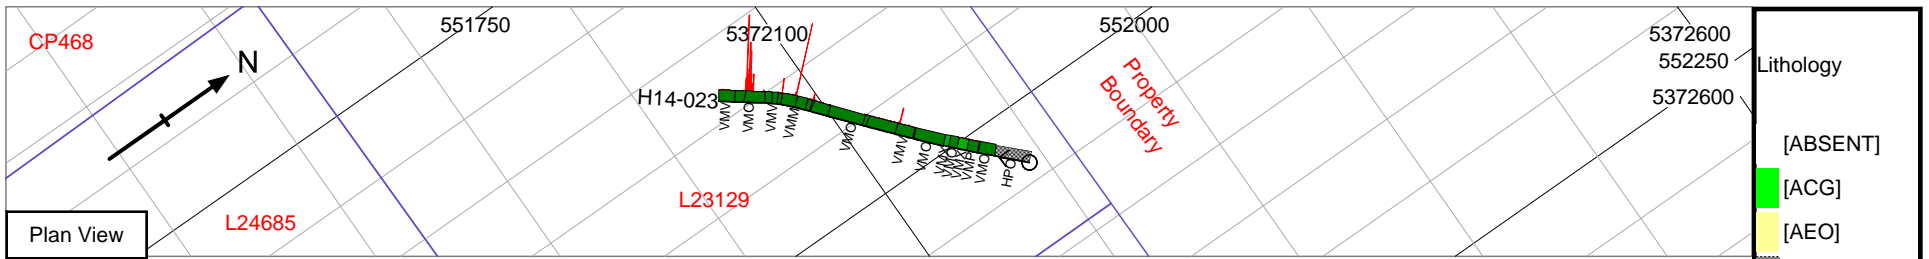 CP468
N
551750
5372100
552000
5372600
552250
5372600
Property
Boundary
H14-023
VMV
VMO
VMV
VMM
VMO
VMV
VMO
VMO
HPO
L23129
L24685
Plan View
Lithology
[ABSENT]
[ACG]
[AEO]